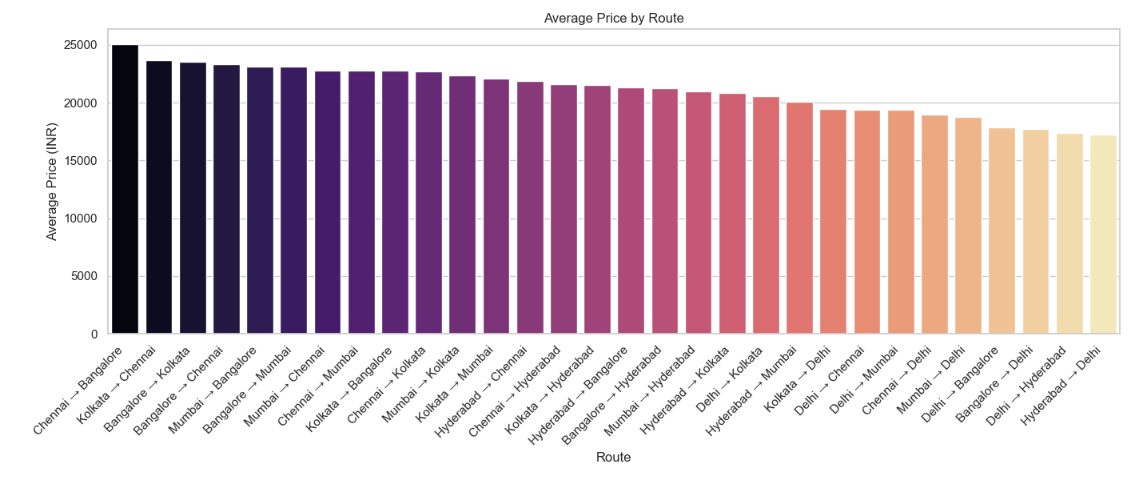 Average Price by Route
Average Price (INR)
25000
20000
15000
10000
5000
0
Chennai → Bangalore
Kolkata → Chennai
Bangalore → Kolkata
Bangalore → Chennai
Mumbai → Bangalore
Bangalore → Mumbai
Mumbai → Chennai
Chennai → Mumbai
Kolkata → Bangalore
Chennai → Kolkata
Mumbai → Kolkata
Kolkata → Mumbai
Hyderabad → Chennai
Chennai → Hyderabad
Kolkata → Hyderabad
Hyderabad → Bangalore
Bangalore → Hyderabad
Mumbai → Hyderabad
Hyderabad → Kolkata
Delhi → Kolkata
Hyderabad → Mumbai
Kolkata → Delhi
Delhi → Chennai
Delhi → Mumbai
Chennai → Delhi
Mumbai → Delhi
Delhi → Bangalore
Bangalore → Delhi
Delhi → Hyderabad
Hyderabad → Delhi
Route